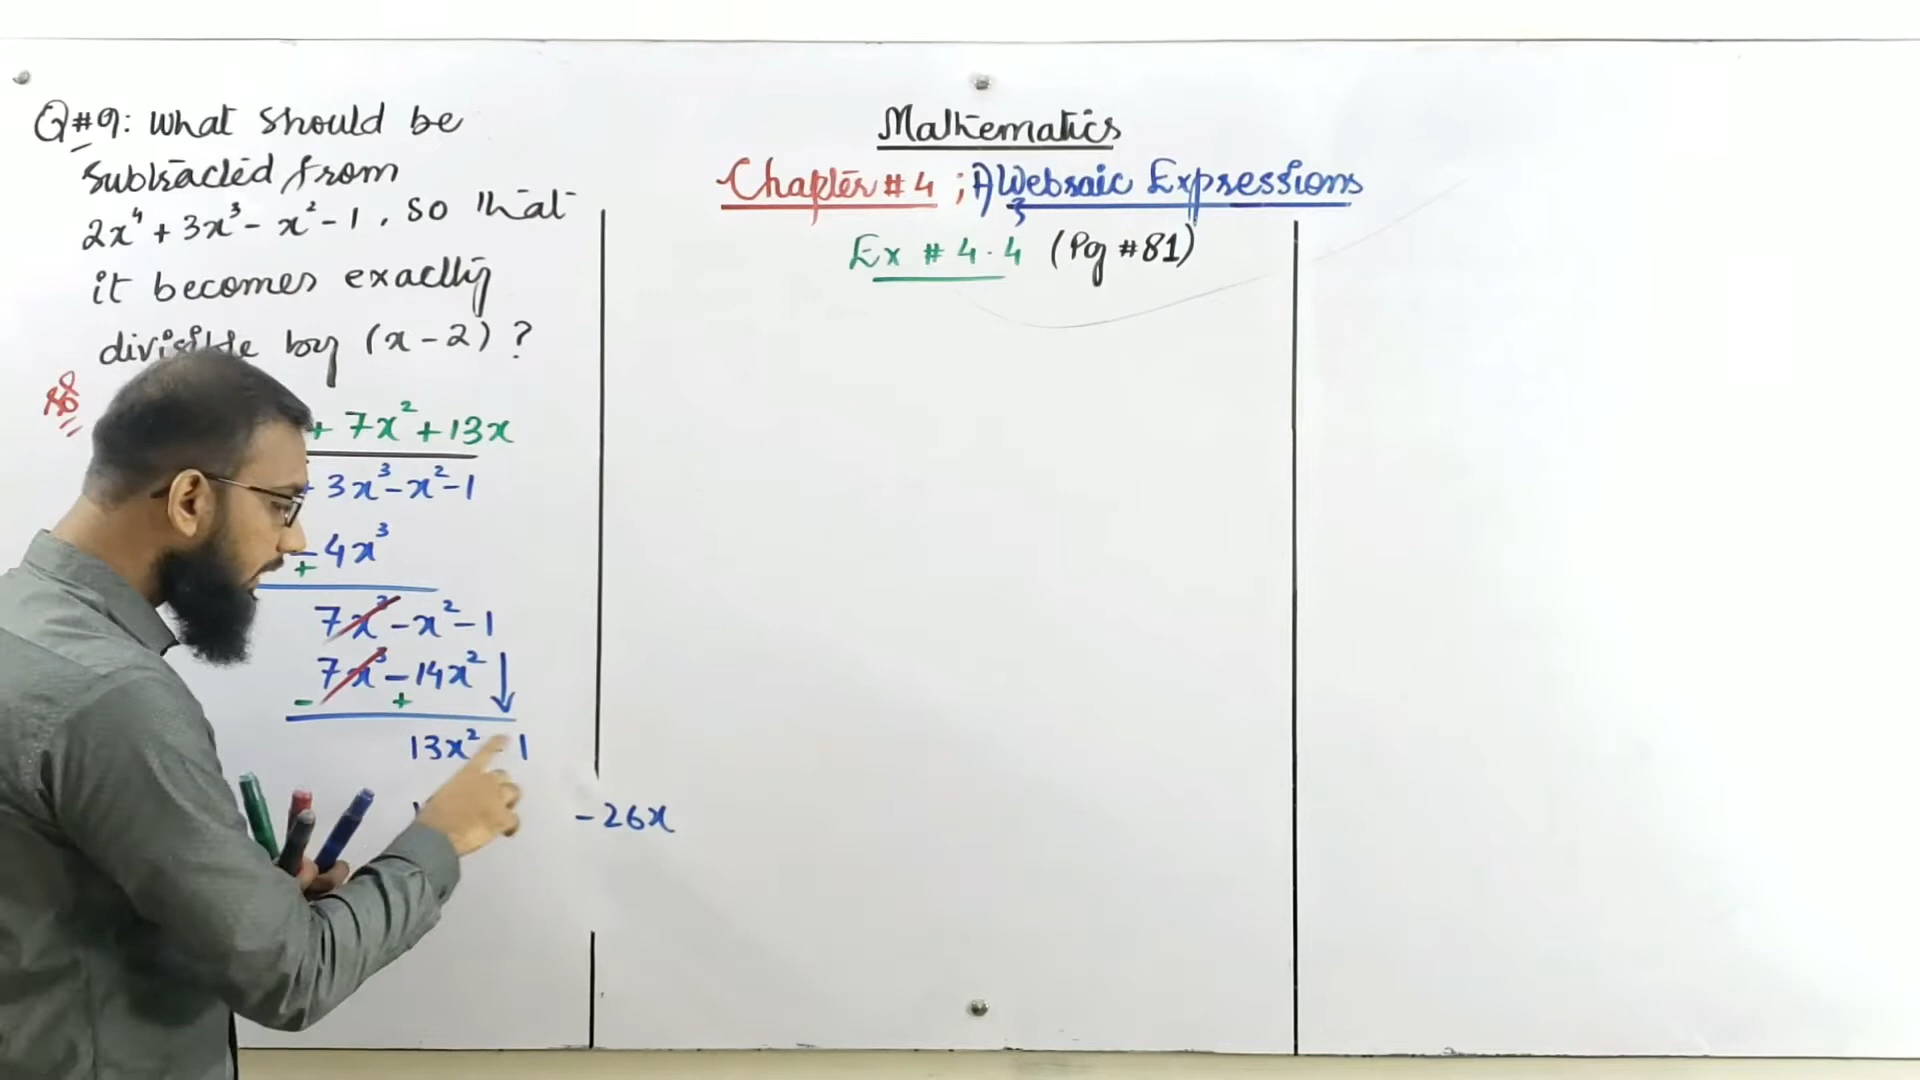 Q#9: What should be
subtracted from
2x⁴ + 3x³ - x² - 1, so that
it becomes exactly
divisible by (x - 2) ?
+ 7x² + 13x
+ 3x³ - x² - 1
- 4x³
+
7x³ - x² - 1
7x³ - 14x² ↓
- +
13x² - 1
- 26x
Mathematics
Chapter # 4 ; Algebraic Expressions
Ex # 4.4 (Pg #81)